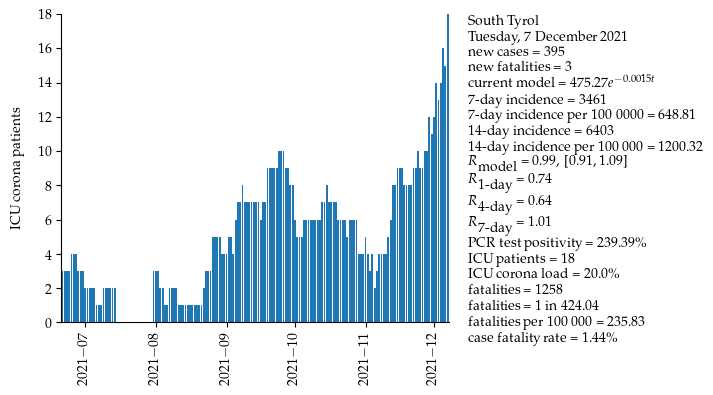 18
16
14
12
10
8
6
4
2
0
ICU corona patients
2021−07
2021−08
2021−09
2021−10
2021−11
2021−12
South Tyrol
Tuesday, 7 December 2021
new cases = 395
new fatalities = 3
current model = 475.27e^{−0.0015t}
7-day incidence = 3461
7-day incidence per 100 0000 = 648.81
14-day incidence = 6403
14-day incidence per 100 000 = 1200.32
R_model = 0.99, [0.91, 1.09]
R_1-day = 0.74
R_4-day = 0.64
R_7-day = 1.01
PCR test positivity = 239.39%
ICU patients = 18
ICU corona load = 20.0%
fatalities = 1258
fatalities = 1 in 424.04
fatalities per 100 000 = 235.83
case fatality rate = 1.44%